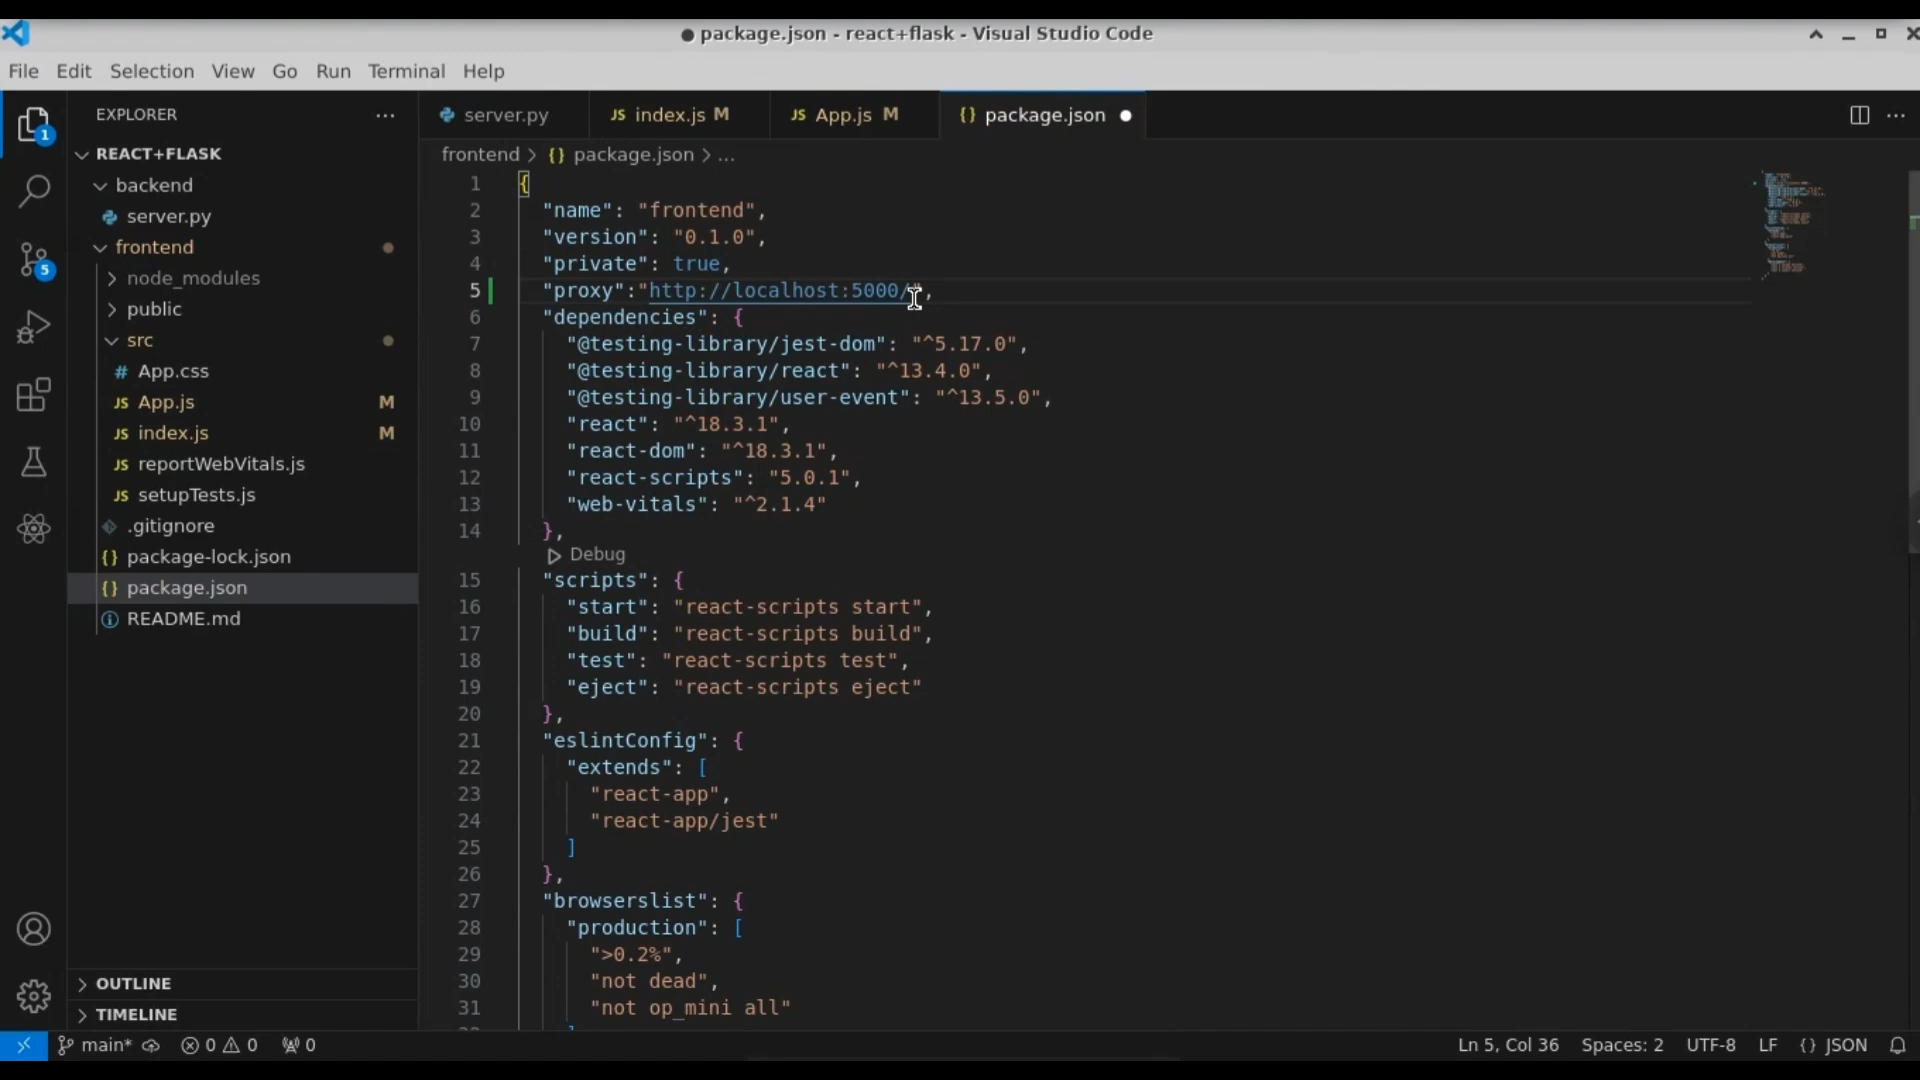 ● package.json - react+flask - Visual Studio Code
File Edit Selection View Go Run Terminal Help
EXPLORER
REACT+FLASK
backend
server.py
frontend
node_modules
public
src
# App.css
JS App.js M
JS index.js M
JS reportWebVitals.js
JS setupTests.js
.gitignore
{} package-lock.json
{} package.json
README.md
OUTLINE
TIMELINE
1
5
server.py JS index.js M JS App.js M {} package.json ●
frontend > {} package.json > ...
1 {
2 "name": "frontend",
3 "version": "0.1.0",
4 "private": true,
5 "proxy":"http://localhost:5000/",
6 "dependencies": {
7 "@testing-library/jest-dom": "^5.17.0",
8 "@testing-library/react": "^13.4.0",
9 "@testing-library/user-event": "^13.5.0",
10 "react": "^18.3.1",
11 "react-dom": "^18.3.1",
12 "react-scripts": "5.0.1",
13 "web-vitals": "^2.1.4"
14 },
Debug
15 "scripts": {
16 "start": "react-scripts start",
17 "build": "react-scripts build",
18 "test": "react-scripts test",
19 "eject": "react-scripts eject"
20 },
21 "eslintConfig": {
22 "extends": [
23 "react-app",
24 "react-app/jest"
25 ]
26 },
27 "browserslist": {
28 "production": [
29 ">0.2%",
30 "not dead",
31 "not op_mini all"
main* 0 0 0 Ln 5, Col 36 Spaces: 2 UTF-8 LF {} JSON